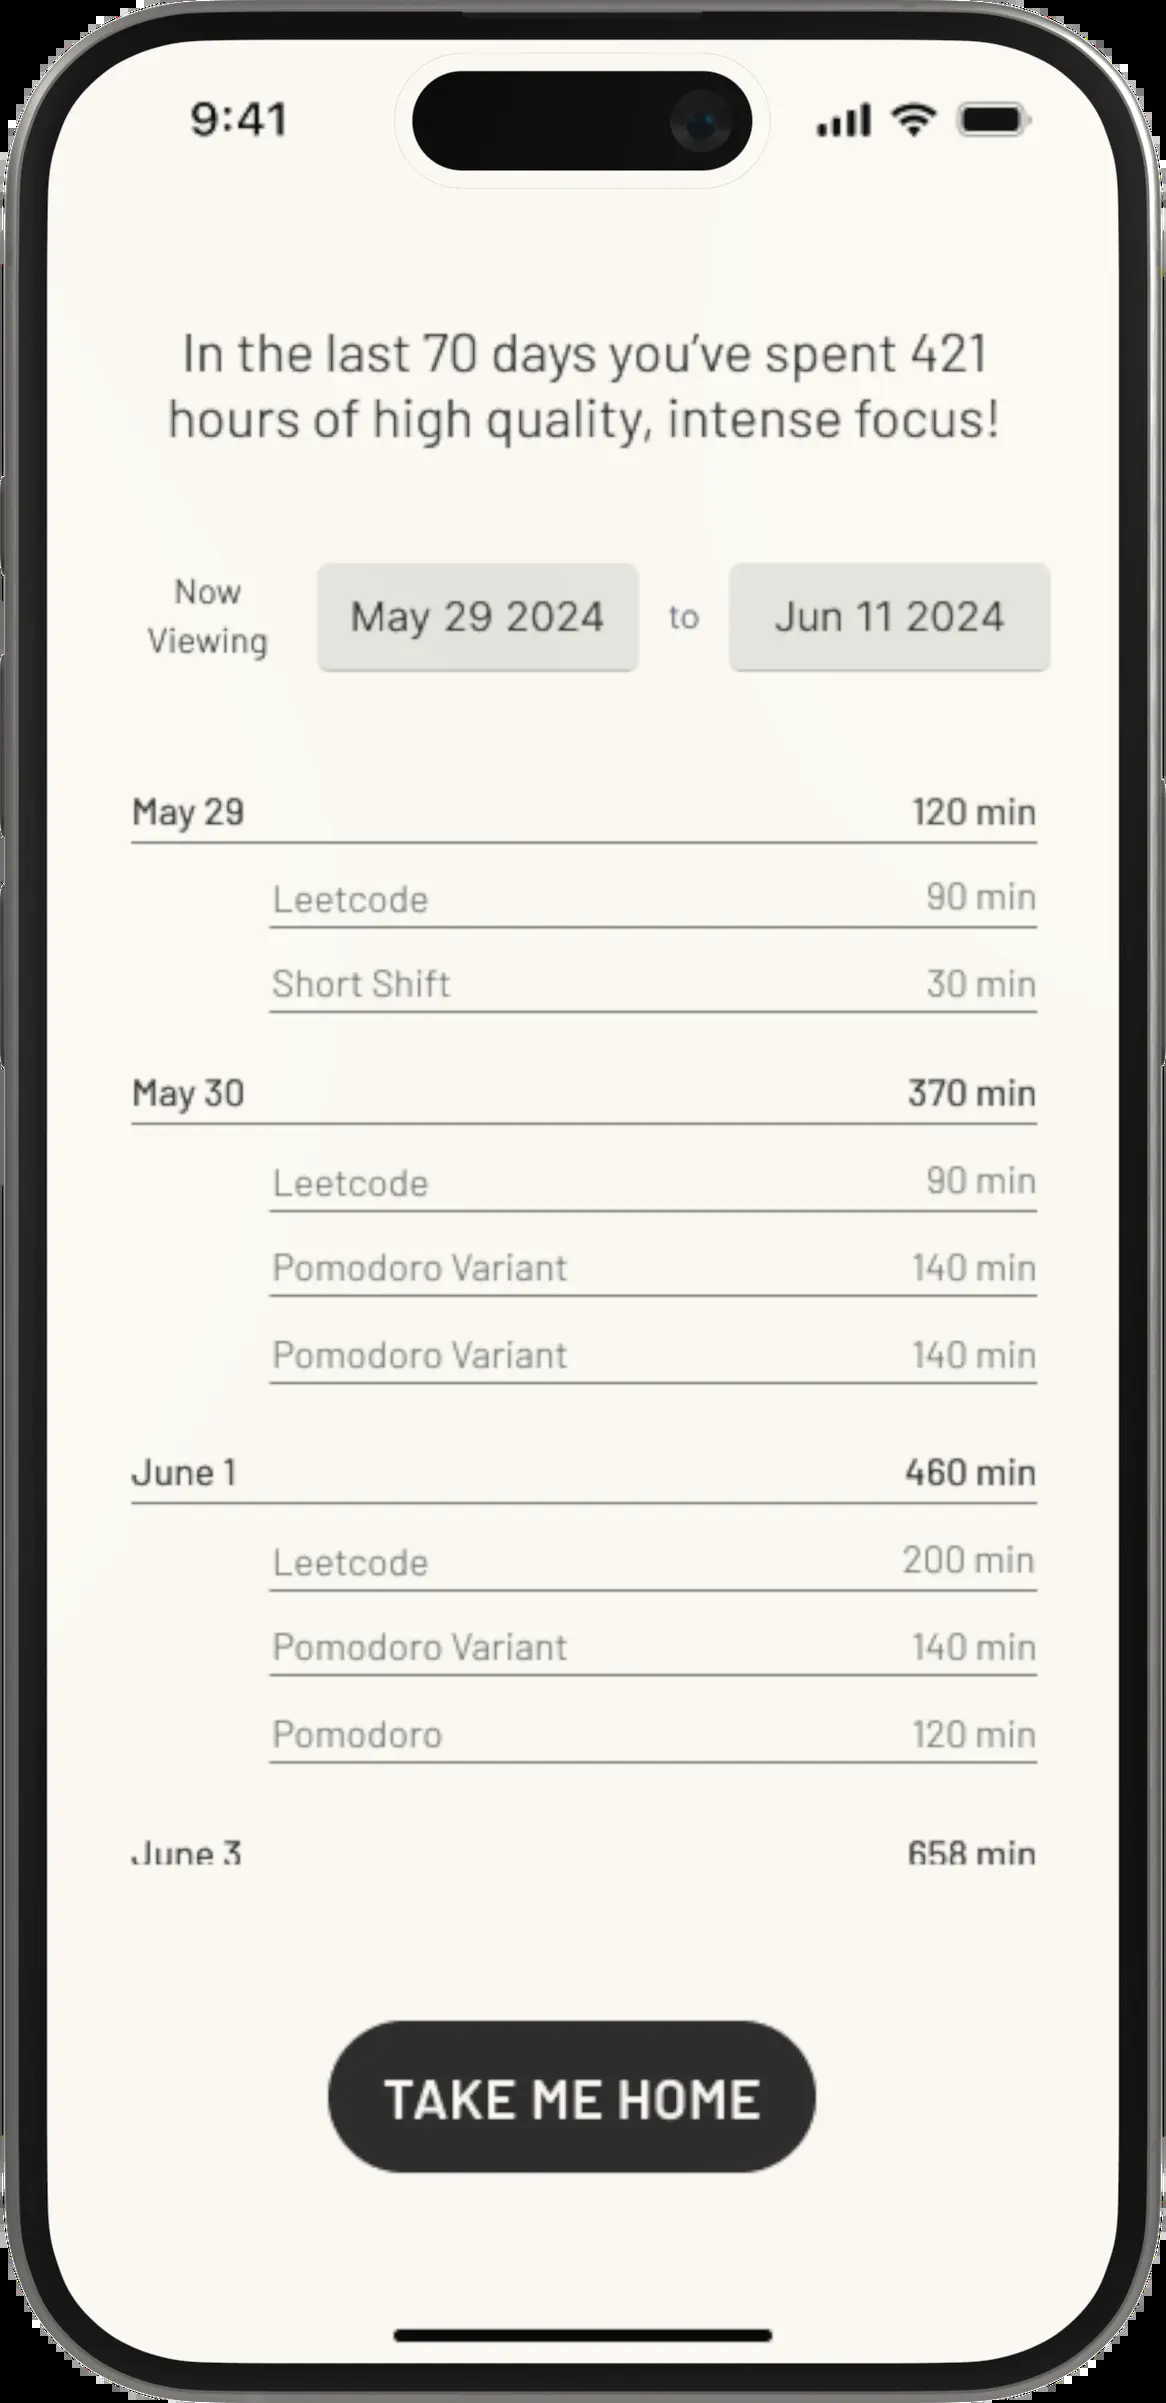 9:41
In the last 70 days you’ve spent 421
hours of high quality, intense focus!
Now
Viewing
May 29 2024 to Jun 11 2024
May 29 120 min
Leetcode 90 min
Short Shift 30 min
May 30 370 min
Leetcode 90 min
Pomodoro Variant 140 min
Pomodoro Variant 140 min
June 1 460 min
Leetcode 200 min
Pomodoro Variant 140 min
Pomodoro 120 min
June 3 658 min
TAKE ME HOME